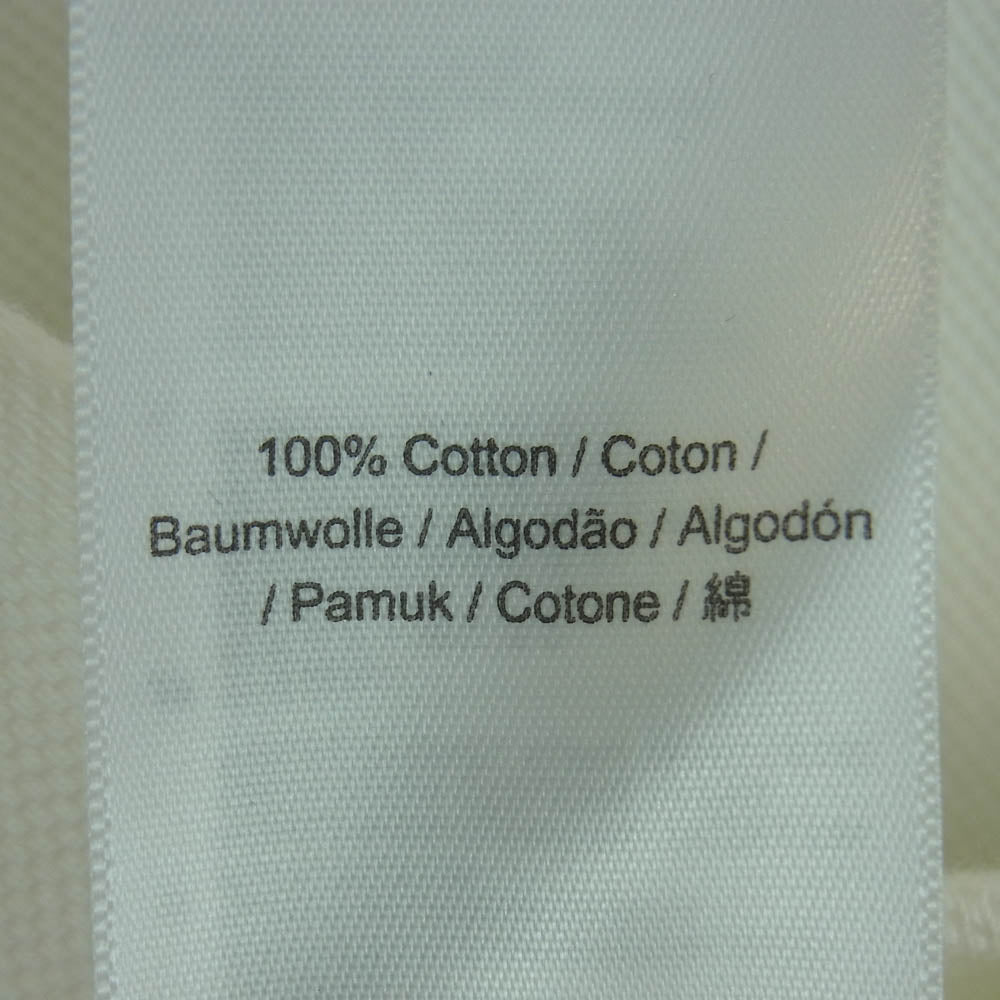 100% Cotton / Coton /
Baumwolle / Algodão / Algodón
/ Pamuk / Cotone / 綿